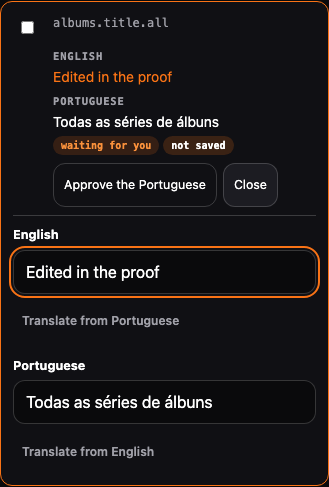 albums.title.all
ENGLISH
Edited in the proof
PORTUGUESE
Todas as séries de álbuns
waiting for you not saved
Approve the Portuguese Close
English
Edited in the proof
Translate from Portuguese
Portuguese
Todas as séries de álbuns
Translate from English